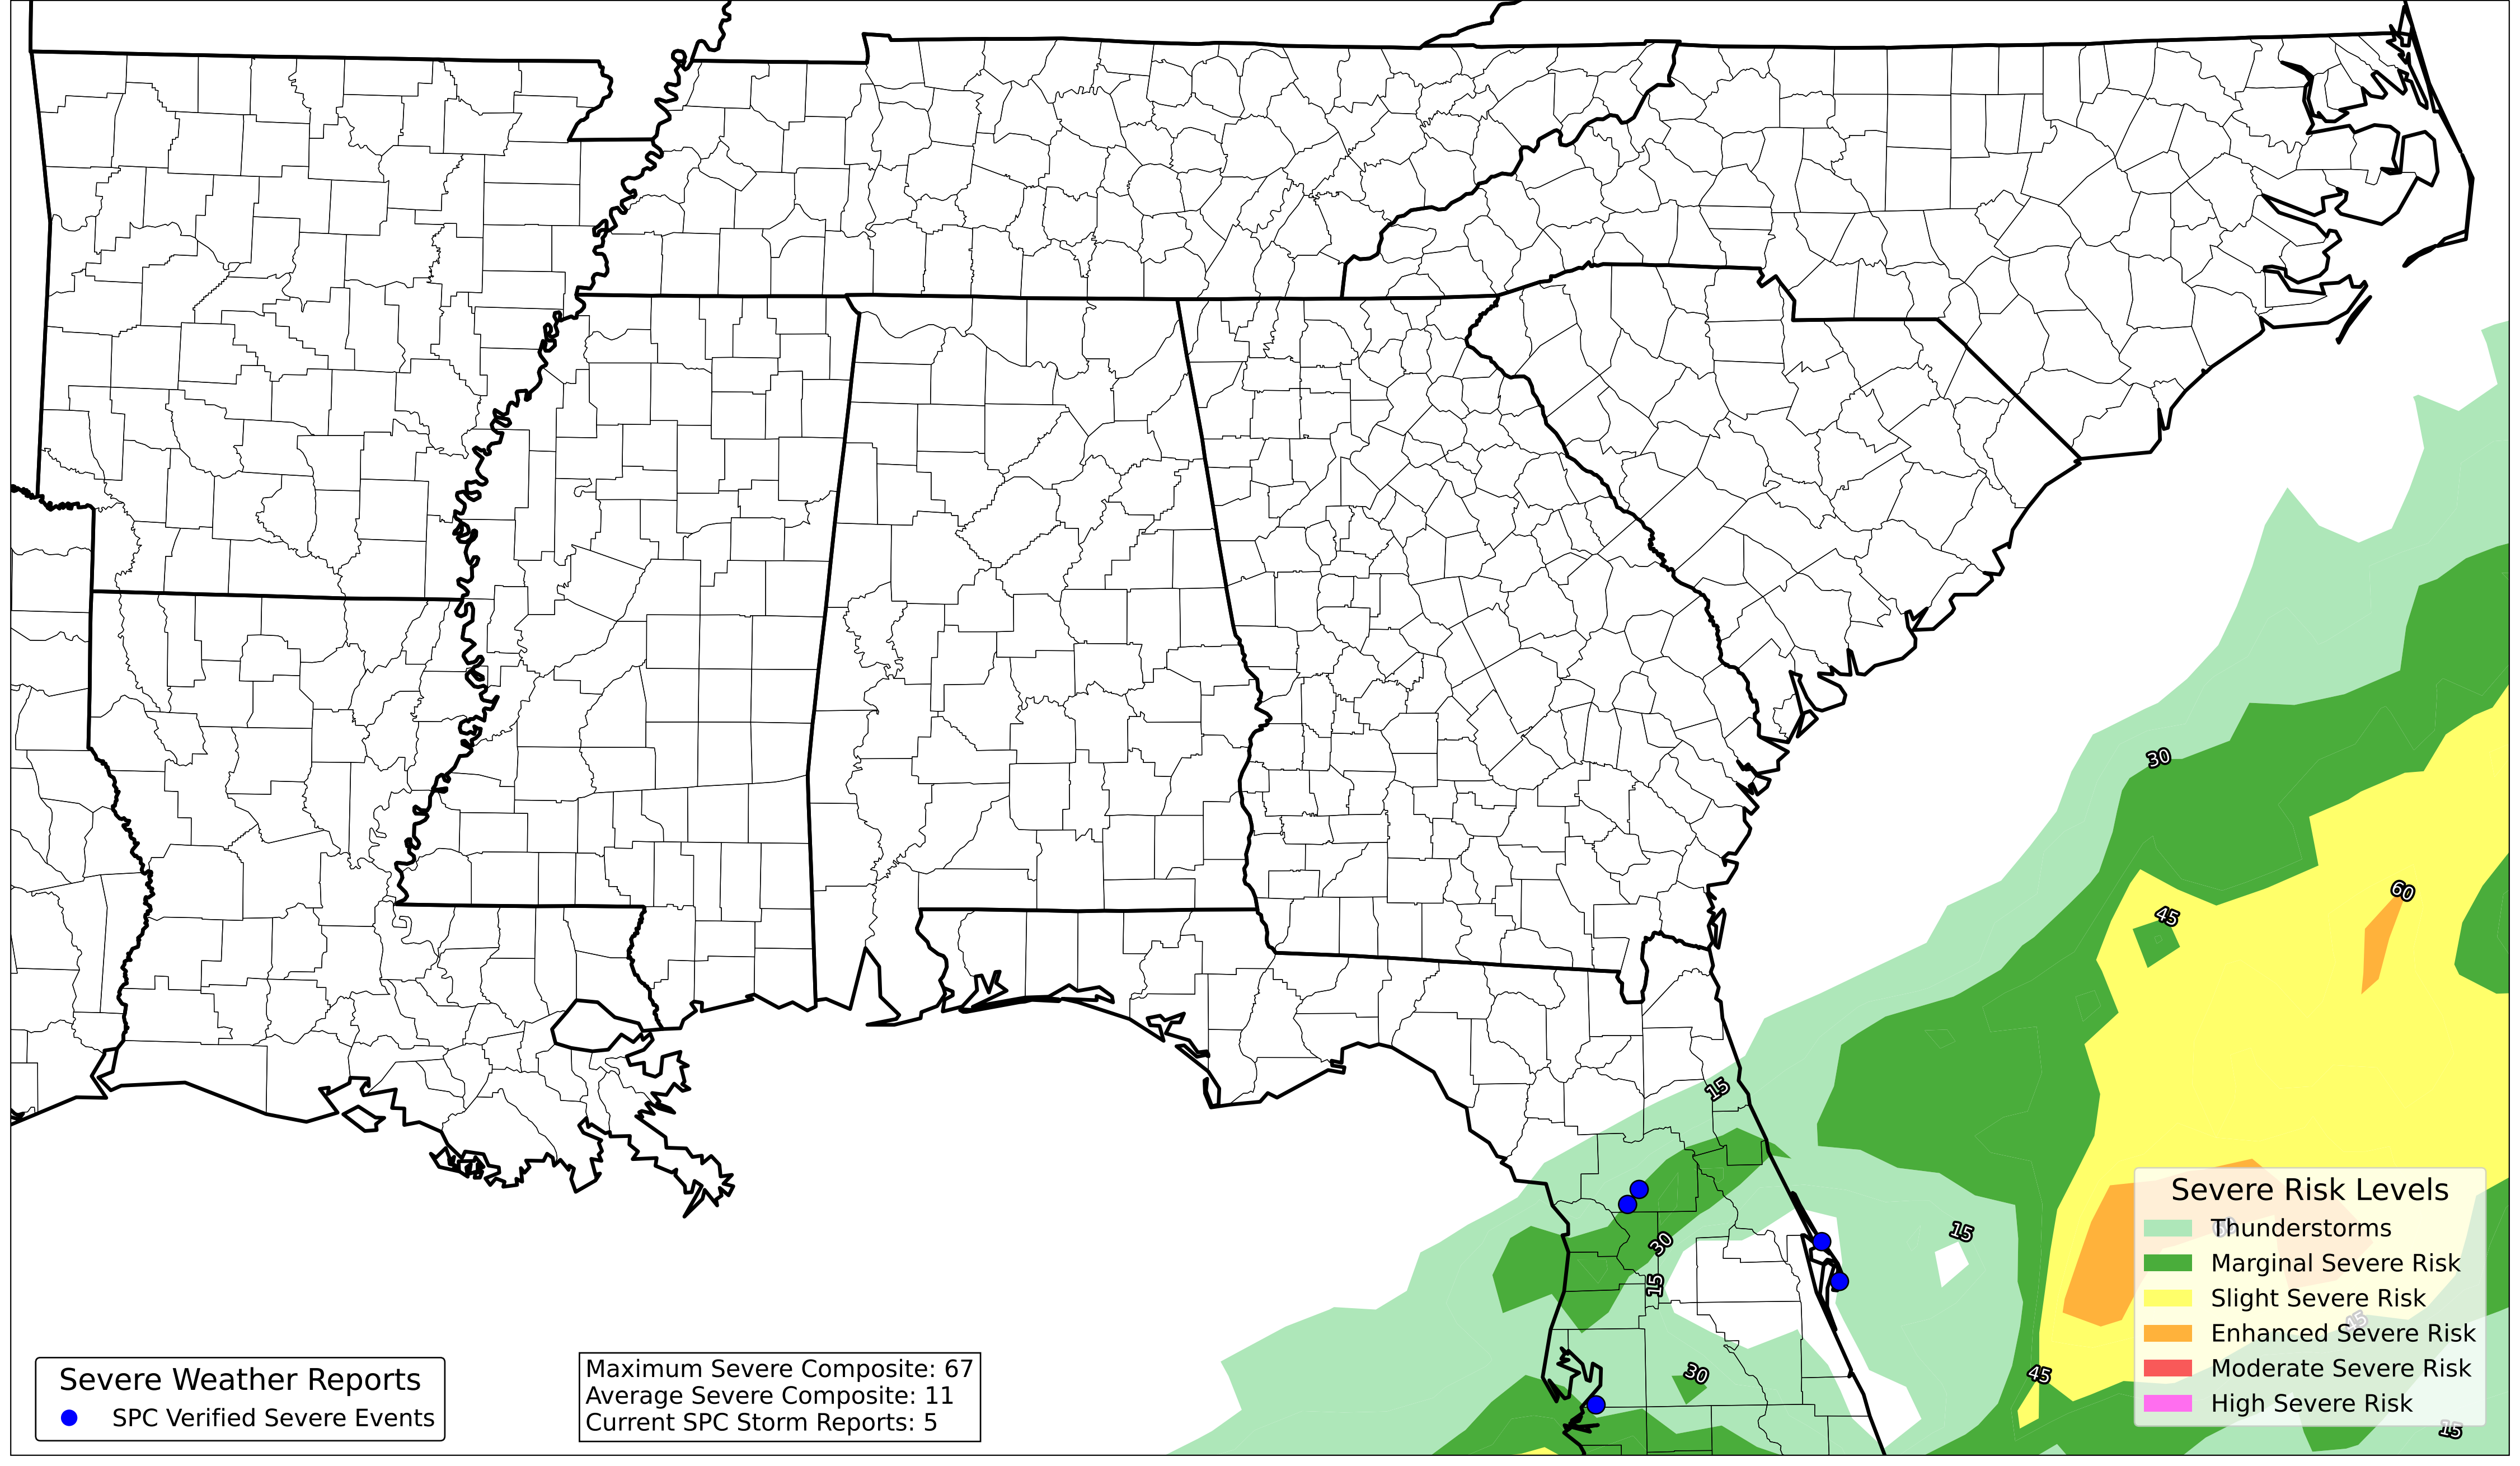 30
60
45
15
30
15
15
30
45
Severe Risk Levels
Thunderstorms
Marginal Severe Risk
Slight Severe Risk
Enhanced Severe Risk
Moderate Severe Risk
High Severe Risk
45
15
Severe Weather Reports
SPC Verified Severe Events
Maximum Severe Composite: 67
Average Severe Composite: 11
Current SPC Storm Reports: 5